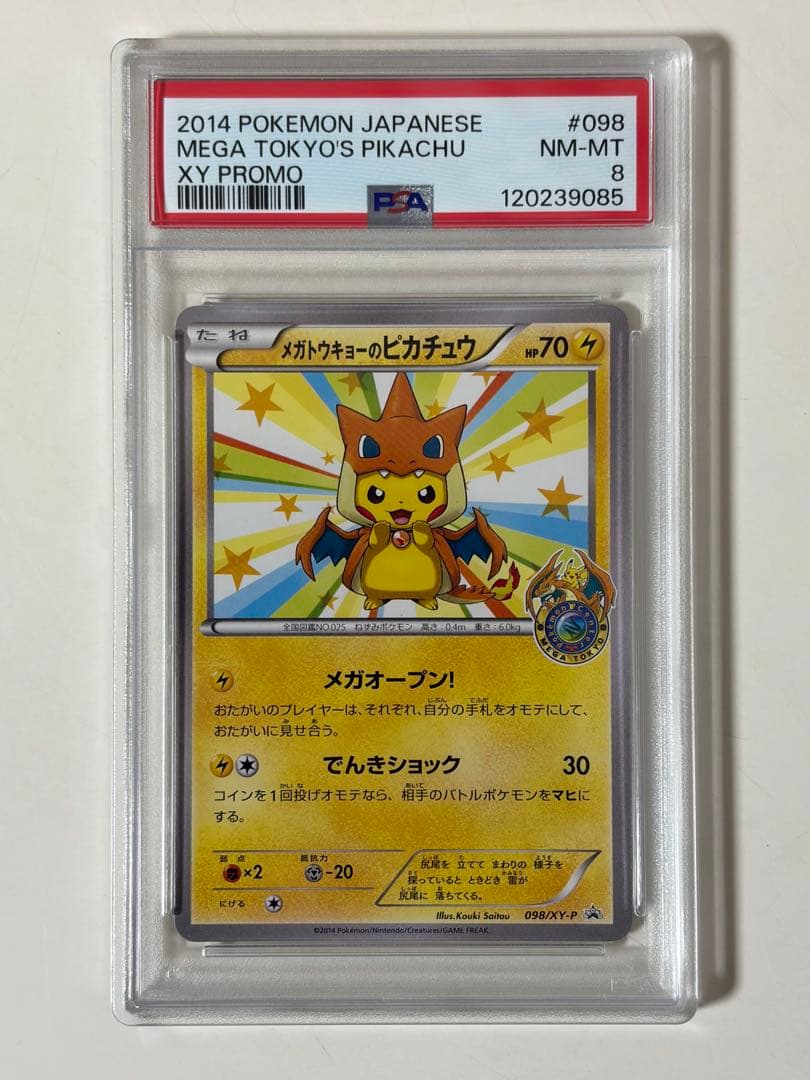 2014 POKEMON JAPANESE #098
MEGA TOKYO'S PIKACHU NM-MT
XY PROMO 8
PSA 120239085
たね メガトウキョーのピカチュウ HP70
Pokémon Center
MEGA TOKYO
全国図鑑NO.025 ねずみポケモン 高さ:0.4m 重さ:6.0kg
メガオープン!
おたがいのプレイヤーは、それぞれ、自分の手札をオモテにして、
おたがいに見せ合う。
でんきショック 30
コインを1回投げオモテなら、相手のバトルポケモンをマヒに
する。
弱点 抵抗力
×2 -20
にげる
尻尾を 立てて まわりの 様子を
探っていると ときどき 雷が
尻尾に 落ちてくる。
Illus.Kouki Saitou 098/XY-P
©2014 Pokémon/Nintendo/Creatures/GAME FREAK.